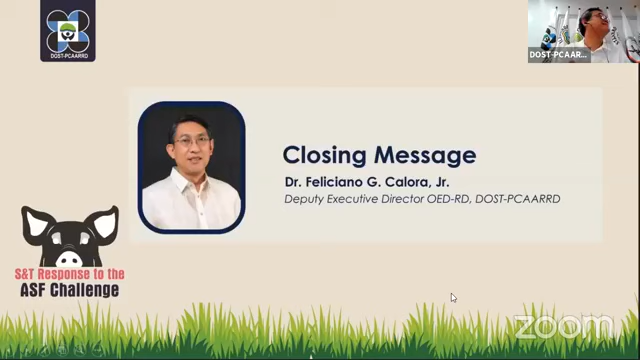 DOST-PCAARRD
DOST-PCAAR...
Closing Message
Dr. Feliciano G. Calora, Jr.
Deputy Executive Director OED-RD, DOST-PCAARRD
S&T Response to the
ASF Challenge
zoom